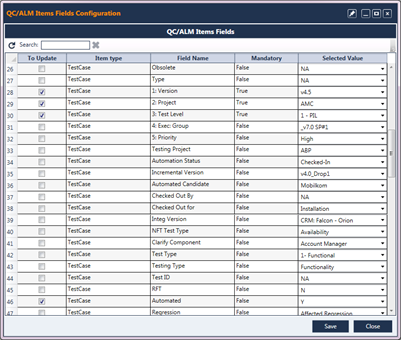 QC/ALM Items Fields Configuration
QC/ALM Items Fields
Search:
To Update Item type Field Name Mandatory Selected Value
26 TestCase Obsolete False NA
27 TestCase Type False NA
28 TestCase 1: Version True v4.5
29 TestCase 2: Project True AMC
30 TestCase 3: Test Level True 1 - PIL
31 TestCase 4: Exec: Group False _v7.0 SP#1
32 TestCase 5: Priority False High
33 TestCase Testing Project False ABP
34 TestCase Automation Status False Checked-In
35 TestCase Incremental Version False v4.0_Drop1
36 TestCase Automated Candidate False Mobilkom
37 TestCase Checked Out By False NA
38 TestCase Checked Out for False Installation
39 TestCase Integ Version False CRM: Falcon - Orion
40 TestCase NFT Test Type False Availability
41 TestCase Clarify Component False Account Manager
42 TestCase Test Type False 1- Functional
43 TestCase Testing Type False Functionality
44 TestCase Test ID False NA
45 TestCase RFT False N
46 TestCase Automated False Y
47 TestCase Regression False Affected Regression
Save Close